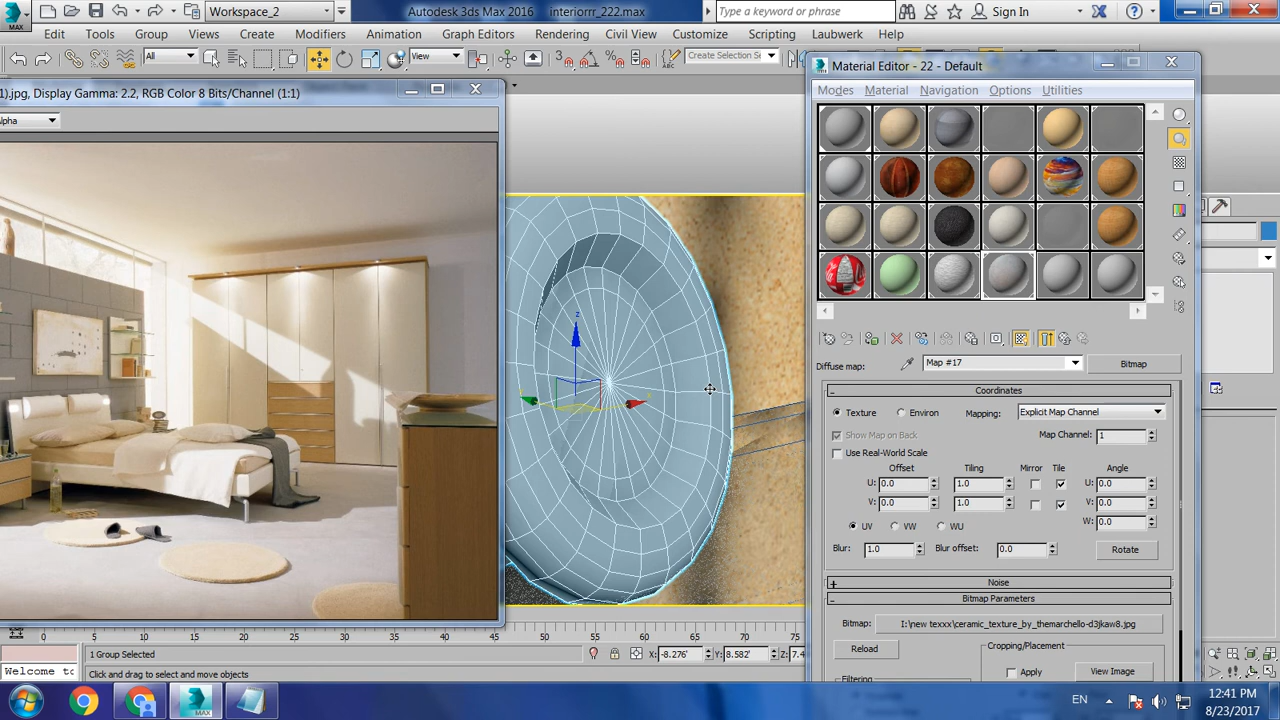 Workspace_2 Autodesk 3ds Max 2016 interiorrr_222.max Type a keyword or phrase Sign In
MAX
Edit Tools Group Views Create Modifiers Animation Graph Editors Rendering Civil View Customize Scripting Laubwerk Help
All View Create Selection Se
1).jpg, Display Gamma: 2.2, RGB Color 8 Bits/Channel (1:1)
lpha
Material Editor - 22 - Default
Modes Material Navigation Options Utilities
Diffuse map: Map #17 Bitmap
Coordinates
Texture Environ Mapping: Explicit Map Channel
Show Map on Back Map Channel: 1
Use Real-World Scale
Offset Tiling Mirror Tile Angle
U: 0.0 1.0 U: 0.0
V: 0.0 1.0 V: 0.0
W: 0.0
UV VW WU
Blur: 1.0 Blur offset: 0.0 Rotate
Noise
Bitmap Parameters
Bitmap: I:\new texxx\ceramic_texture_by_themarchello-d3jkaw8.jpg
Reload Cropping/Placement
Apply View Image
Filtering
z
0 5 10 15 20 25 30 35 40 45 50 55 60 65 70 75
1 Group Selected X: -8.276' Y: 8.582' Z: 7.4
Welcome to Click and drag to select and move objects
MAX
EN 12:41 PM
8/23/2017